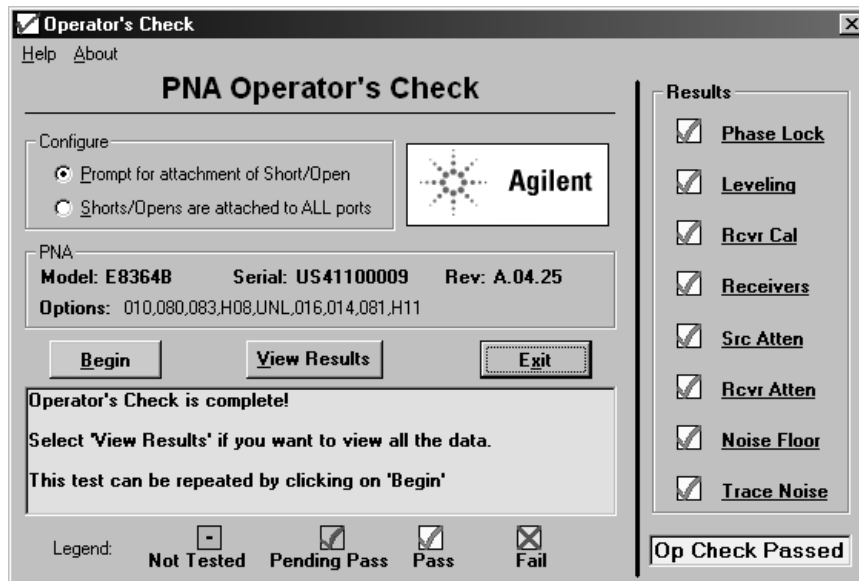 Operator's Check
Help About
PNA Operator's Check
Configure
Prompt for attachment of Short/Open
Shorts/Opens are attached to ALL ports
Agilent
PNA
Model: E8364B Serial: US41100009 Rev: A.04.25
Options: 010,080,083,H08,UNL,016,014,081,H11
Begin View Results Exit
Operator's Check is complete!
Select 'View Results' if you want to view all the data.
This test can be repeated by clicking on 'Begin'
Legend: - Not Tested Pending Pass Pass Fail
Results
Phase Lock
Leveling
Rcvr Cal
Receivers
Src Atten
Rcvr Atten
Noise Floor
Trace Noise
Op Check Passed